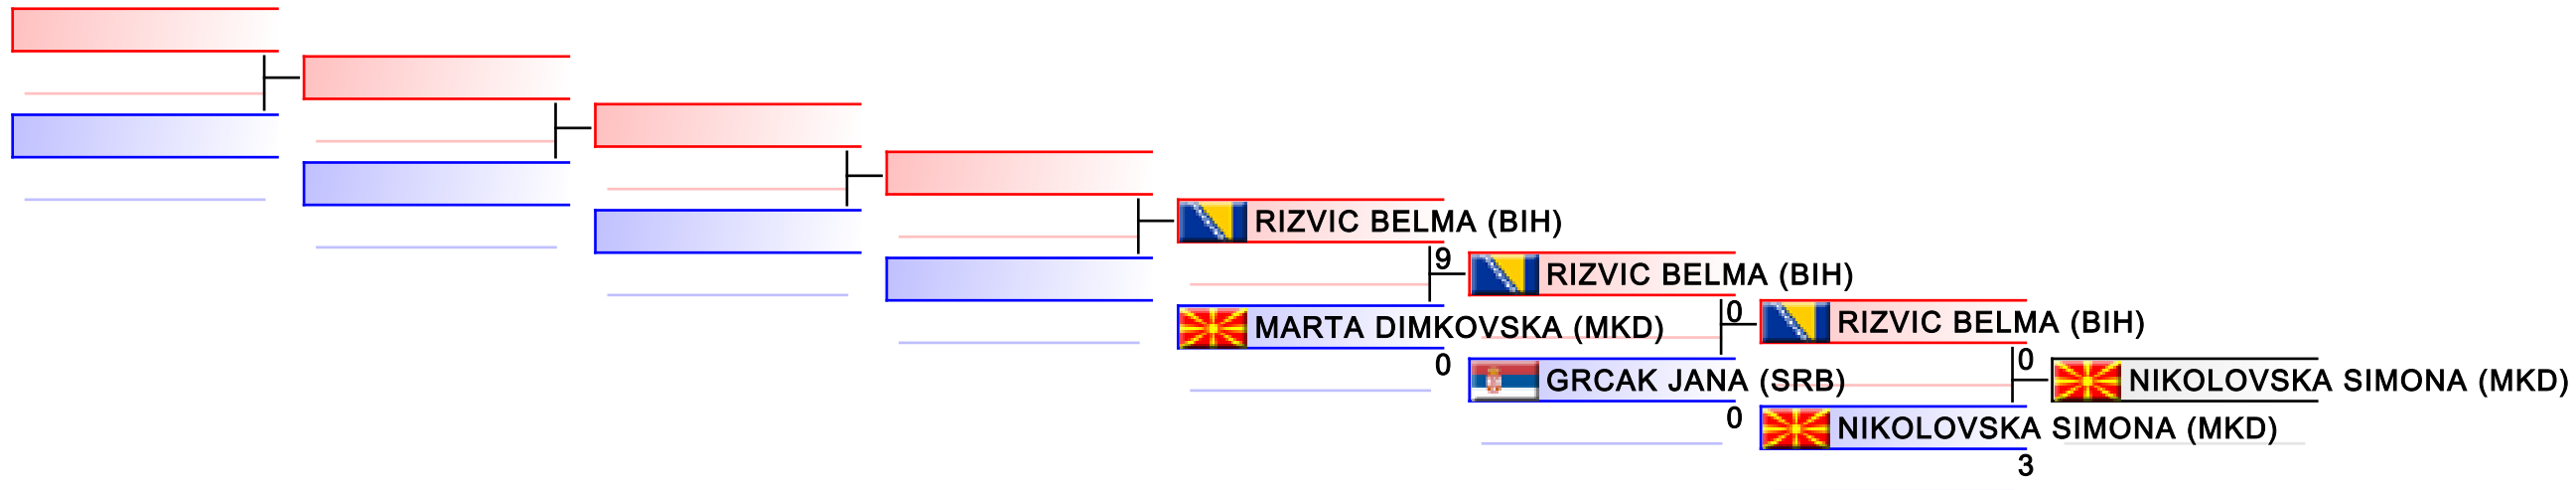 RIZVIC BELMA (BIH)
9
RIZVIC BELMA (BIH)
MARTA DIMKOVSKA (MKD)
0
0
RIZVIC BELMA (BIH)
GRCAK JANA (SRB)
0
0
NIKOLOVSKA SIMONA (MKD)
NIKOLOVSKA SIMONA (MKD)
3